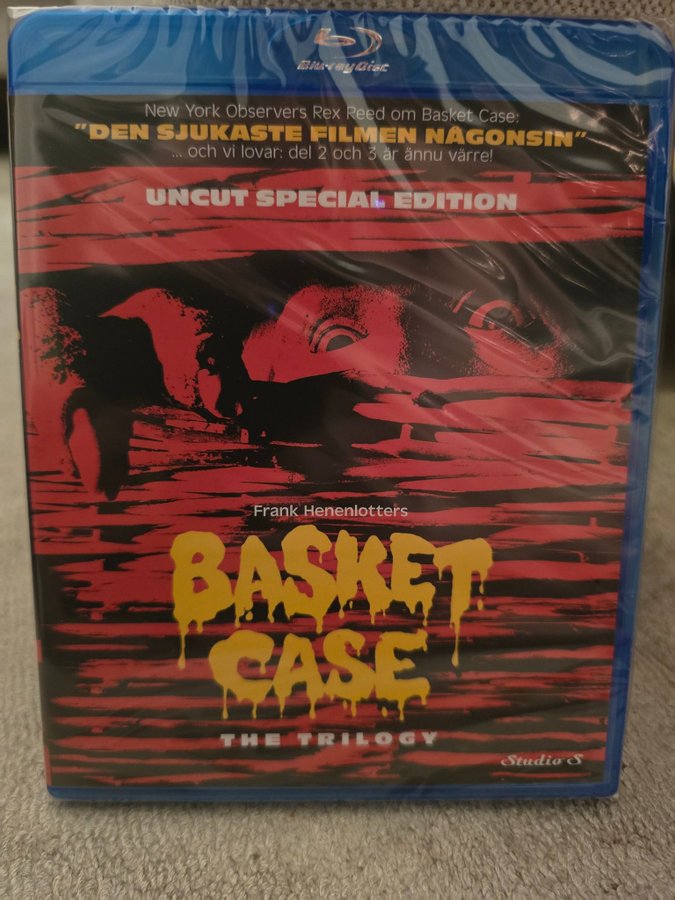 Blu-ray Disc
New York Observers Rex Reed om Basket Case:
"DEN SJUKASTE FILMEN NÅGONSIN"
... och vi lovar: del 2 och 3 är ännu värre!
UNCUT SPECIAL EDITION
Frank Henenlotters
BASKET
CASE
THE TRILOGY
Studio S